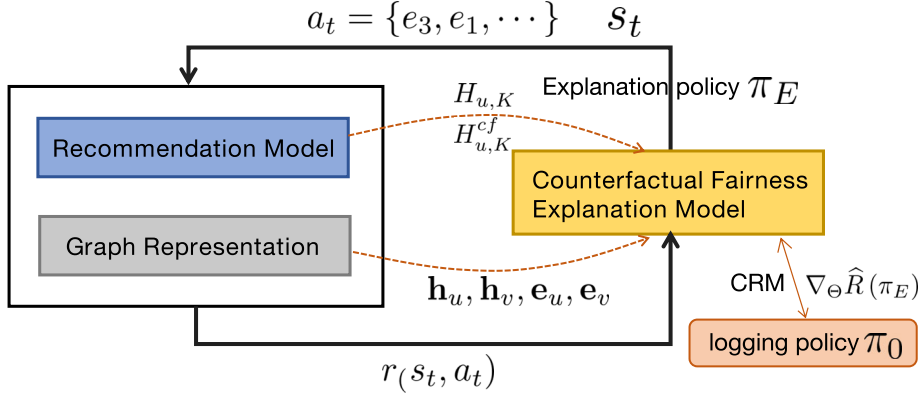 a_t = {e_3, e_1, ⋯} s_t
Explanation policy π_E
H_{u,K}
H^{cf}_{u,K}
Recommendation Model
Counterfactual Fairness
Explanation Model
Graph Representation
h_u, h_v, e_u, e_v
CRM ∇_Θ R̂ (π_E)
logging policy π_0
r(s_t, a_t)